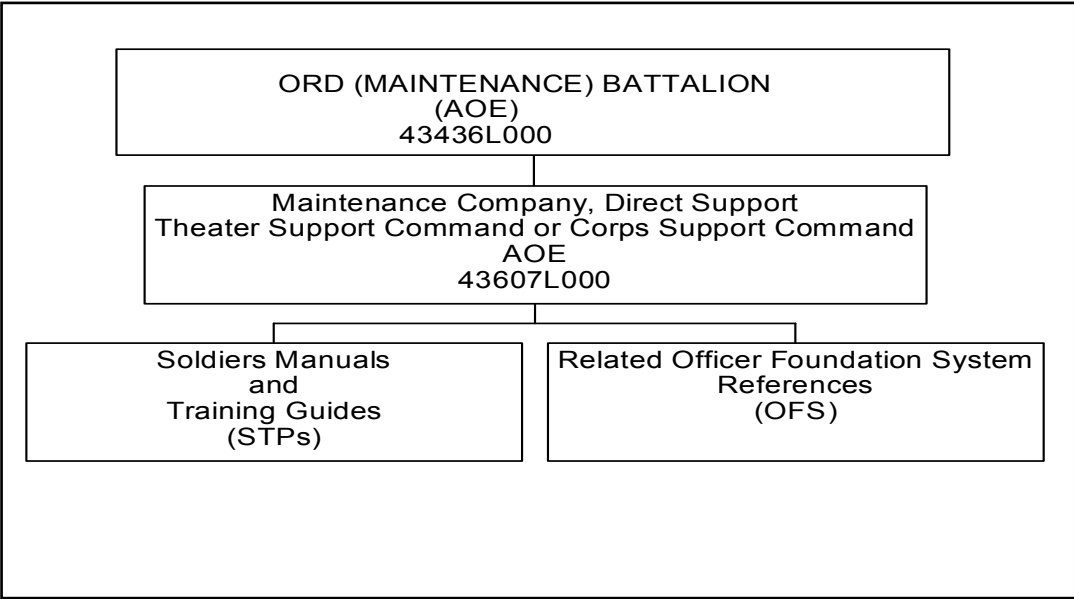 ORD (MAINTENANCE) BATTALION
(AOE)
43436L000
Maintenance Company, Direct Support
Theater Support Command or Corps Support Command
AOE
43607L000
Soldiers Manuals
and
Training Guides
(STPs)
Related Officer Foundation System
References
(OFS)